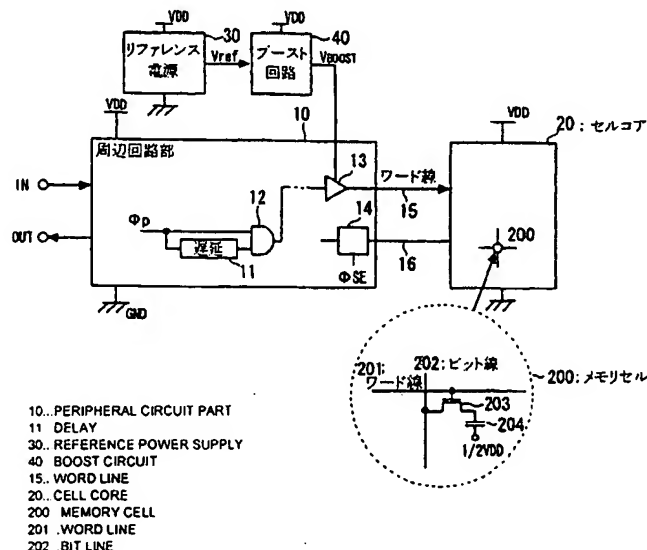 VDD
VDD
30
40
リファレンス
電源
Vref
ブースト
回路
VBOOST
VDD
10
VDD
20:セルコア
周辺回路部
13
IN
ワード線
12
14
15
Φp
200
OUT
遅延
11
ΦSE
16
GND
202:ビット線
201:
ワード線
200:メモリセル
203
204
1/2VDD
10...PERIPHERAL CIRCUIT PART
11 DELAY
30...REFERENCE POWER SUPPLY
40 BOOST CIRCUIT
15...WORD LINE
20...CELL CORE
200 MEMORY CELL
201 .WORD LINE
202 .BIT LINE